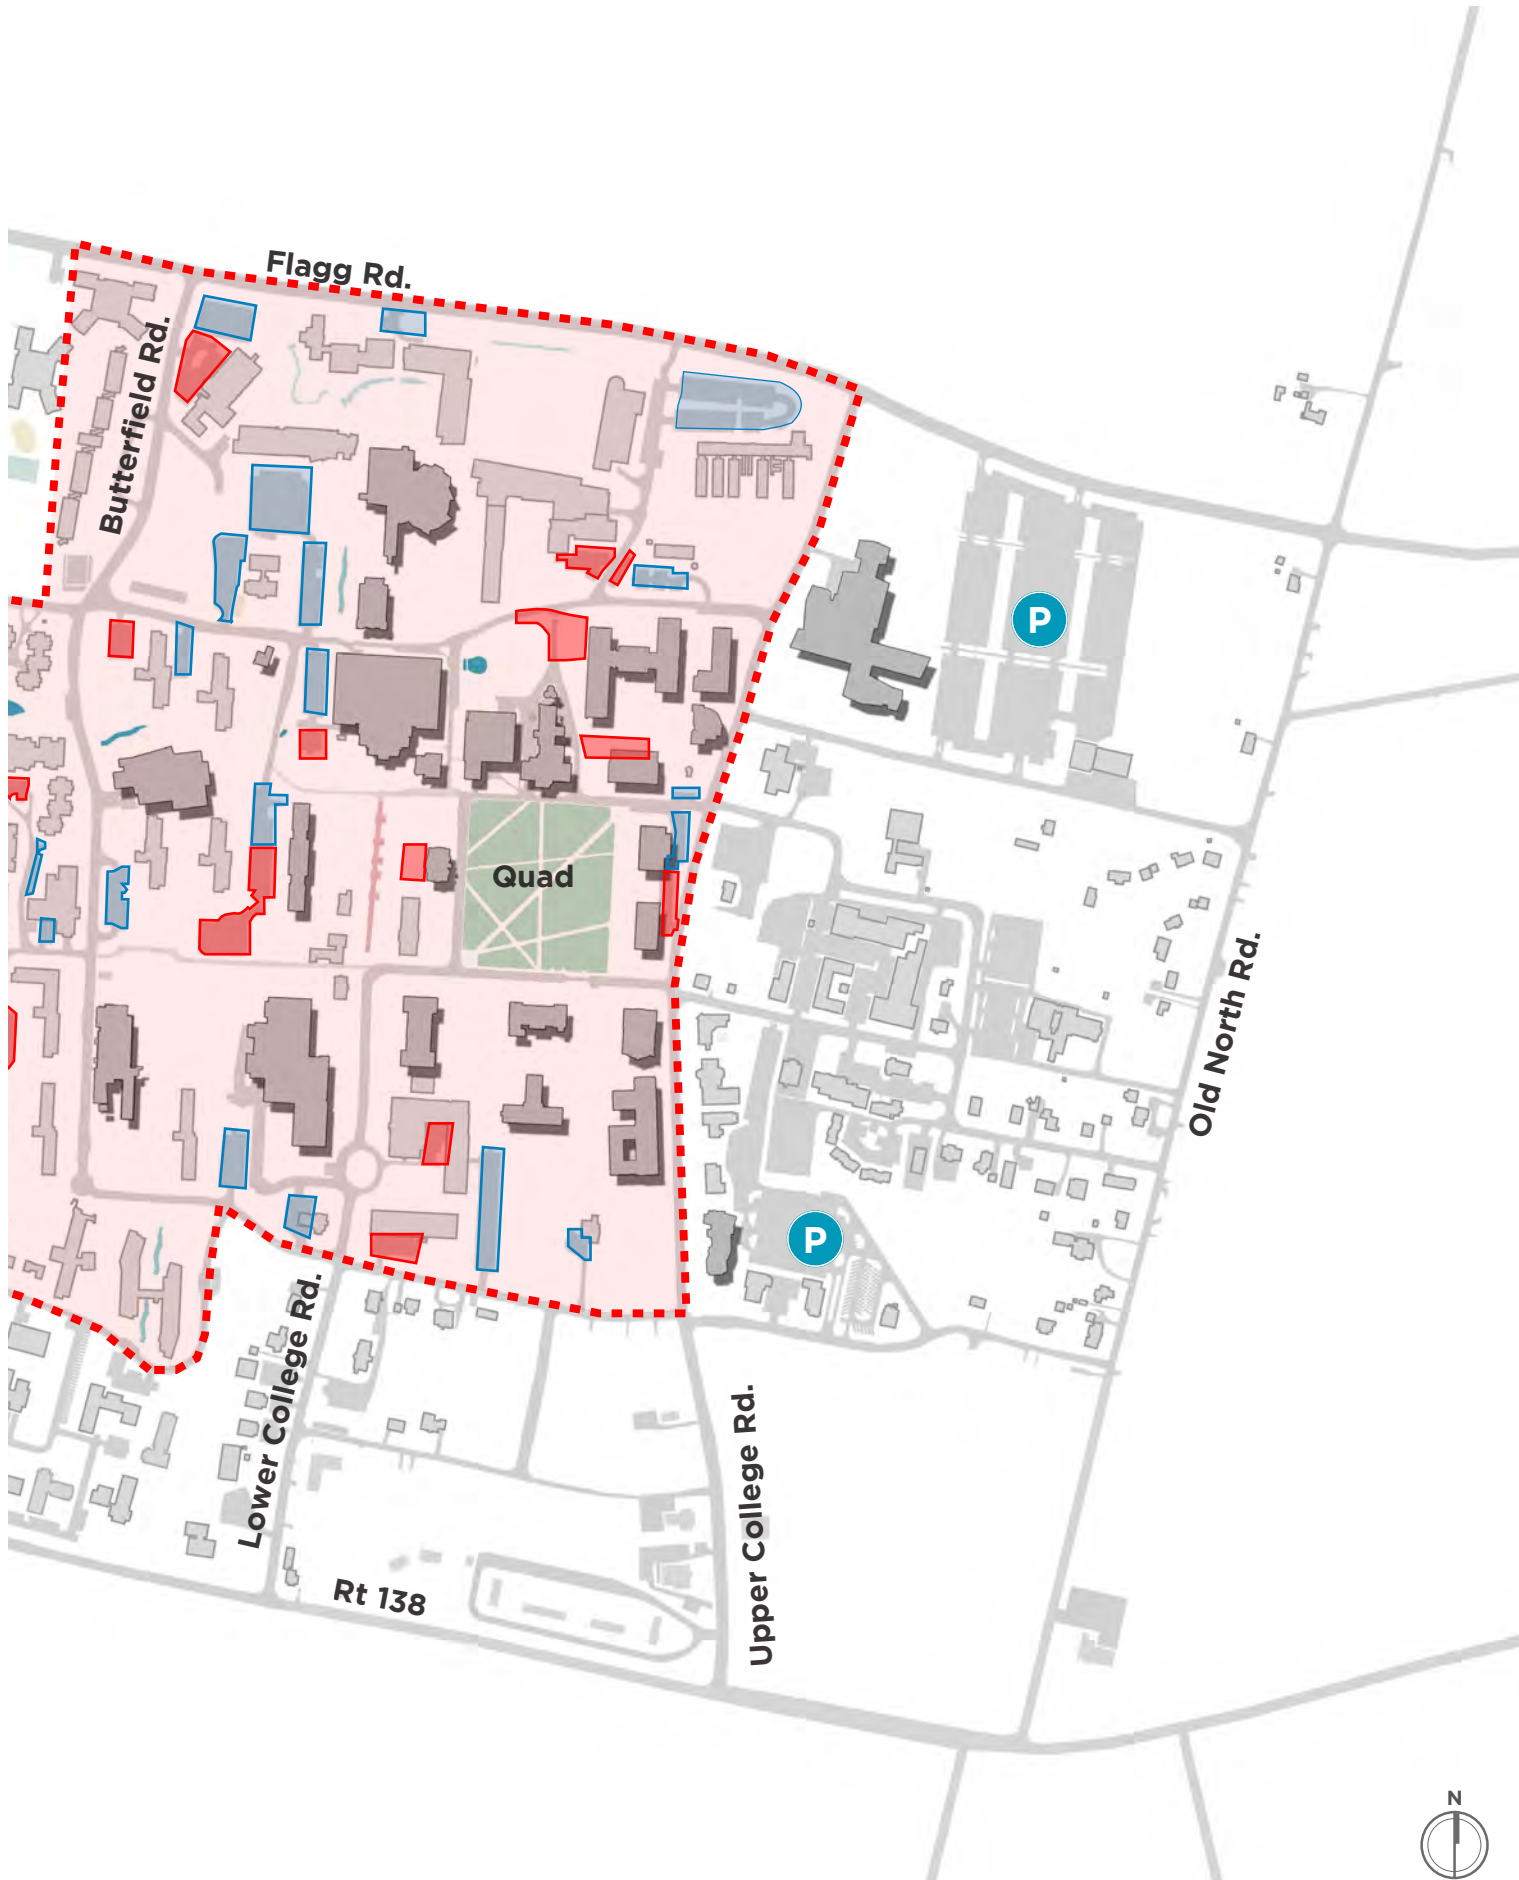 Flagg Rd.
Butterfield Rd.
P
Quad
Old North Rd.
P
Lower College Rd.
Upper College Rd.
Rt 138
N